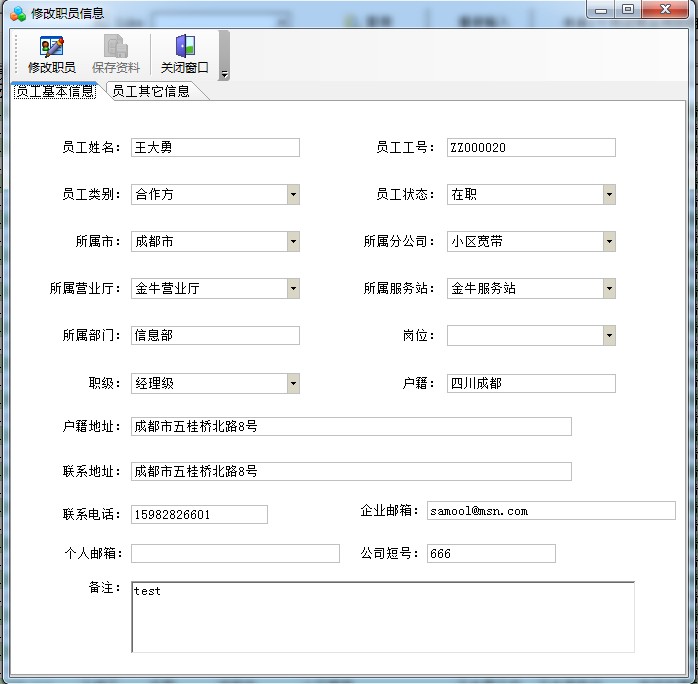 修改职员信息
修改职员 保存资料 关闭窗口
员工基本信息 员工其它信息
员工姓名: 王大勇 员工工号: ZZ000020
员工类别: 合作方 员工状态: 在职
所属市: 成都市 所属分公司: 小区宽带
所属营业厅: 金牛营业厅 所属服务站: 金牛服务站
所属部门: 信息部 岗位:
职级: 经理级 户籍: 四川成都
户籍地址: 成都市五桂桥北路8号
联系地址: 成都市五桂桥北路8号
联系电话: 15982826601 企业邮箱: samool@msn.com
个人邮箱: 公司短号: 666
备注: test